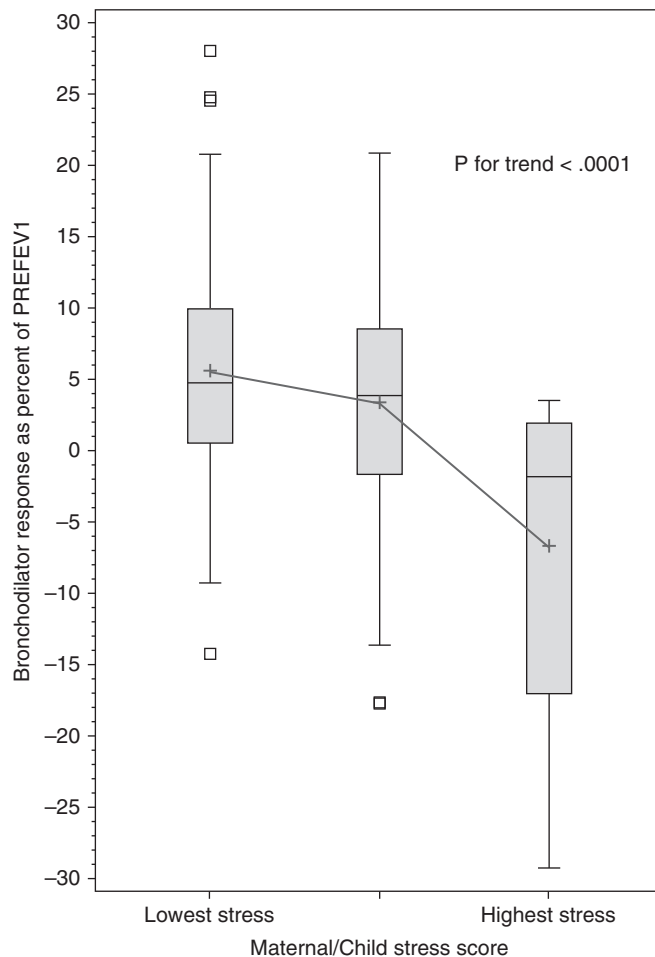 Bronchodilator response as percent of PREFEV1
30
25
20
15
10
5
0
–5
–10
–15
–20
–25
–30
P for trend < .0001
Lowest stress
Highest stress
Maternal/Child stress score